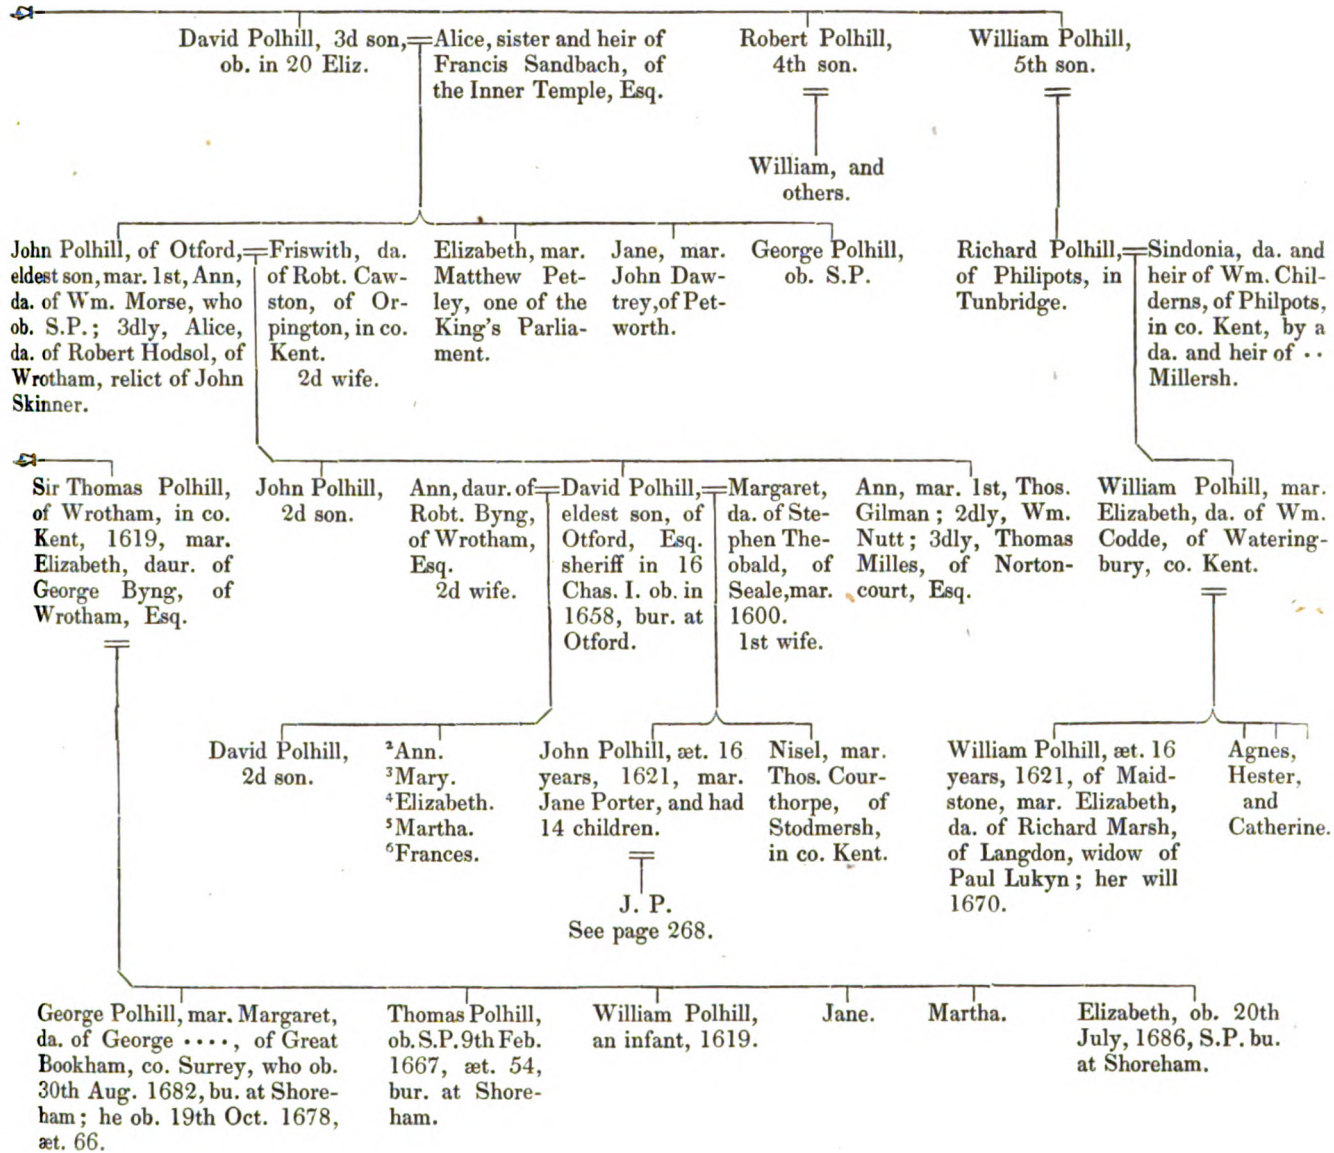 David Polhill, 3d son,
ob. in 20 Eliz.
Alice, sister and heir of
Francis Sandbach, of
the Inner Temple, Esq.
Robert Polhill,
4th son.
William Polhill,
5th son.
William, and
others.
John Polhill, of Otford,
eldest son, mar. 1st, Ann,
da. of Wm. Morse, who
ob. S.P.; 3dly, Alice,
da. of Robert Hodsol, of
Wrotham, relict of John
Skinner.
Friswith, da.
of Robt. Caw-
ston, of Or-
pington, in co.
Kent.
2d wife.
Elizabeth, mar.
Matthew Pet-
ley, one of the
King's Parlia-
ment.
Jane, mar.
John Daw-
trey, of Pet-
worth.
George Polhill,
ob. S.P.
Richard Polhill,
of Philipots, in
Tunbridge.
Sindonia, da. and
heir of Wm. Chil-
derns, of Philpots,
in co. Kent, by a
da. and heir of ··
Millersh.
Sir Thomas Polhill,
of Wrotham, in co.
Kent, 1619, mar.
Elizabeth, daur. of
George Byng, of
Wrotham, Esq.
John Polhill,
2d son.
Ann, daur. of
Robt. Byng,
of Wrotham,
Esq.
2d wife.
David Polhill,
eldest son, of
Otford, Esq.
sheriff in 16
Chas. I. ob. in
1658, bur. at
Otford.
Margaret,
da. of Ste-
phen The-
obald, of
Seale, mar.
1600.
1st wife.
Ann, mar. 1st, Thos.
Gilman; 2dly, Wm.
Nutt; 3dly, Thomas
Milles, of Norton-
court, Esq.
William Polhill, mar.
Elizabeth, da. of Wm.
Codde, of Watering-
bury, co. Kent.
David Polhill,
2d son.
²Ann.
³Mary.
⁴Elizabeth.
⁵Martha.
⁶Frances.
John Polhill, æt. 16
years, 1621, mar.
Jane Porter, and had
14 children.
J. P.
See page 268.
Nisel, mar.
Thos. Cour-
thorpe, of
Stodmersh,
in co. Kent.
William Polhill, æt. 16
years, 1621, of Maid-
stone, mar. Elizabeth,
da. of Richard Marsh,
of Langdon, widow of
Paul Lukyn; her will
1670.
Agnes,
Hester,
and
Catherine.
George Polhill, mar. Margaret,
da. of George ····, of Great
Bookham, co. Surrey, who ob.
30th Aug. 1682, bu. at Shore-
ham; he ob. 19th Oct. 1678,
æt. 66.
Thomas Polhill,
ob. S.P. 9th Feb.
1667, æt. 54,
bur. at Shore-
ham.
William Polhill,
an infant, 1619.
Jane.
Martha.
Elizabeth, ob. 20th
July, 1686, S.P. bu.
at Shoreham.